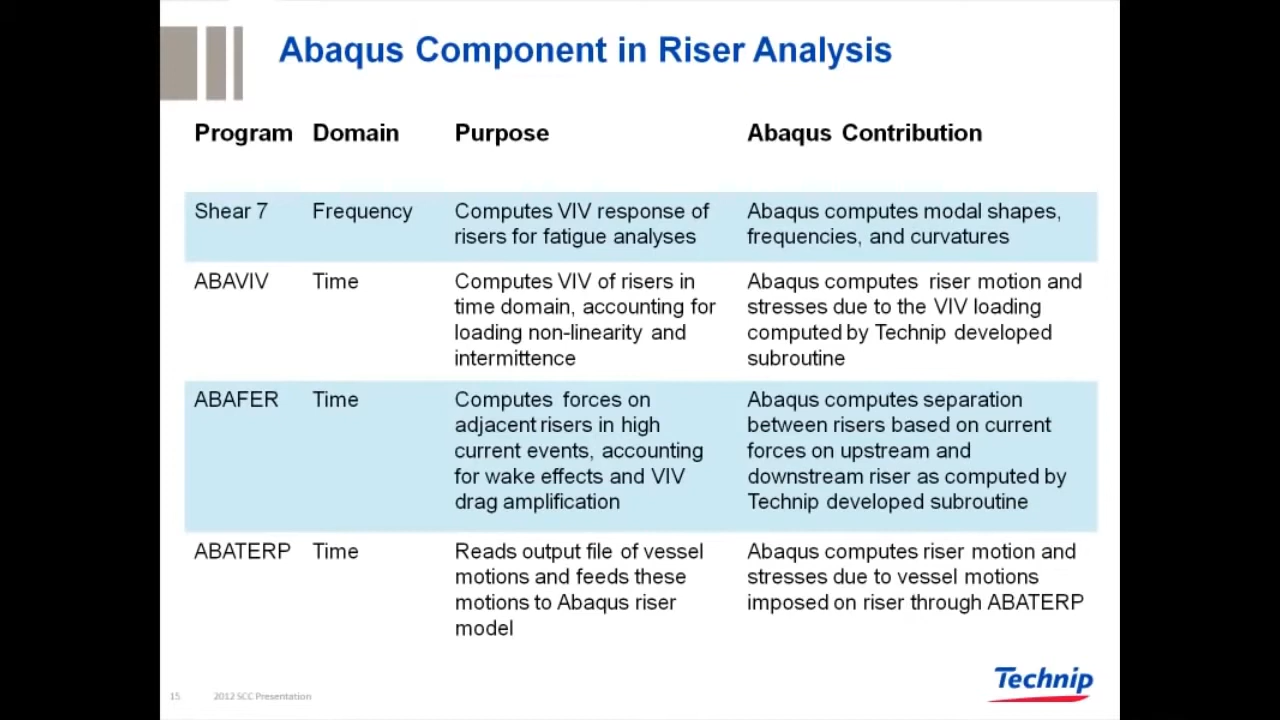 Abaqus Component in Riser Analysis
Program Domain Purpose Abaqus Contribution
Shear 7 Frequency Computes VIV response of Abaqus computes modal shapes,
risers for fatigue analyses frequencies, and curvatures
ABAVIV Time Computes VIV of risers in Abaqus computes riser motion and
time domain, accounting for stresses due to the VIV loading
loading non-linearity and computed by Technip developed
intermittence subroutine
ABAFER Time Computes forces on Abaqus computes separation
adjacent risers in high between risers based on current
current events, accounting forces on upstream and
for wake effects and VIV downstream riser as computed by
drag amplification Technip developed subroutine
ABATERP Time Reads output file of vessel Abaqus computes riser motion and
motions and feeds these stresses due to vessel motions
motions to Abaqus riser imposed on riser through ABATERP
model
15 2012 SCC Presentation
Technip